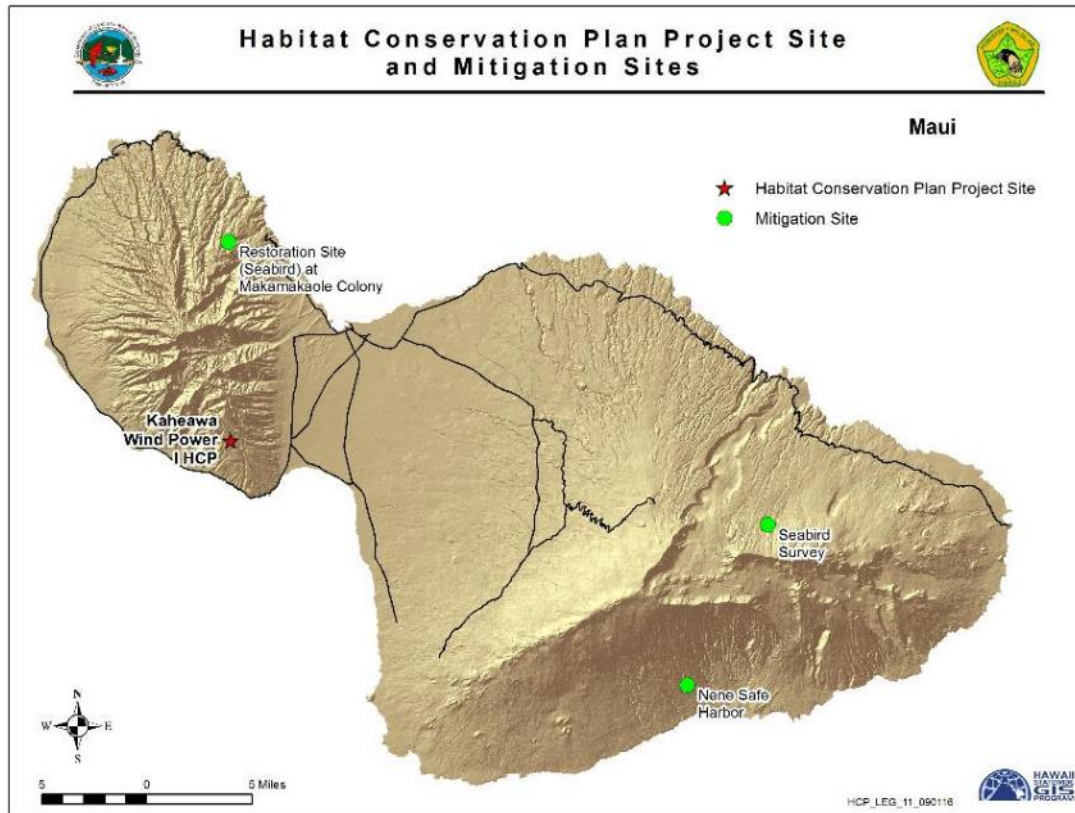 Habitat Conservation Plan Project Site
and Mitigation Sites
Maui
Habitat Conservation Plan Project Site
Mitigation Site
Restoration Site
(Seabird) at
Makamakaole Colony
Kaheawa
Wind Power
I HCP
Seabird
Survey
Nene Safe
Harbor
N
W E
S
5 0 5 Miles
HCP_LEG_11_090116
HAWAII
STATEWIDE
GIS
PROGRAM